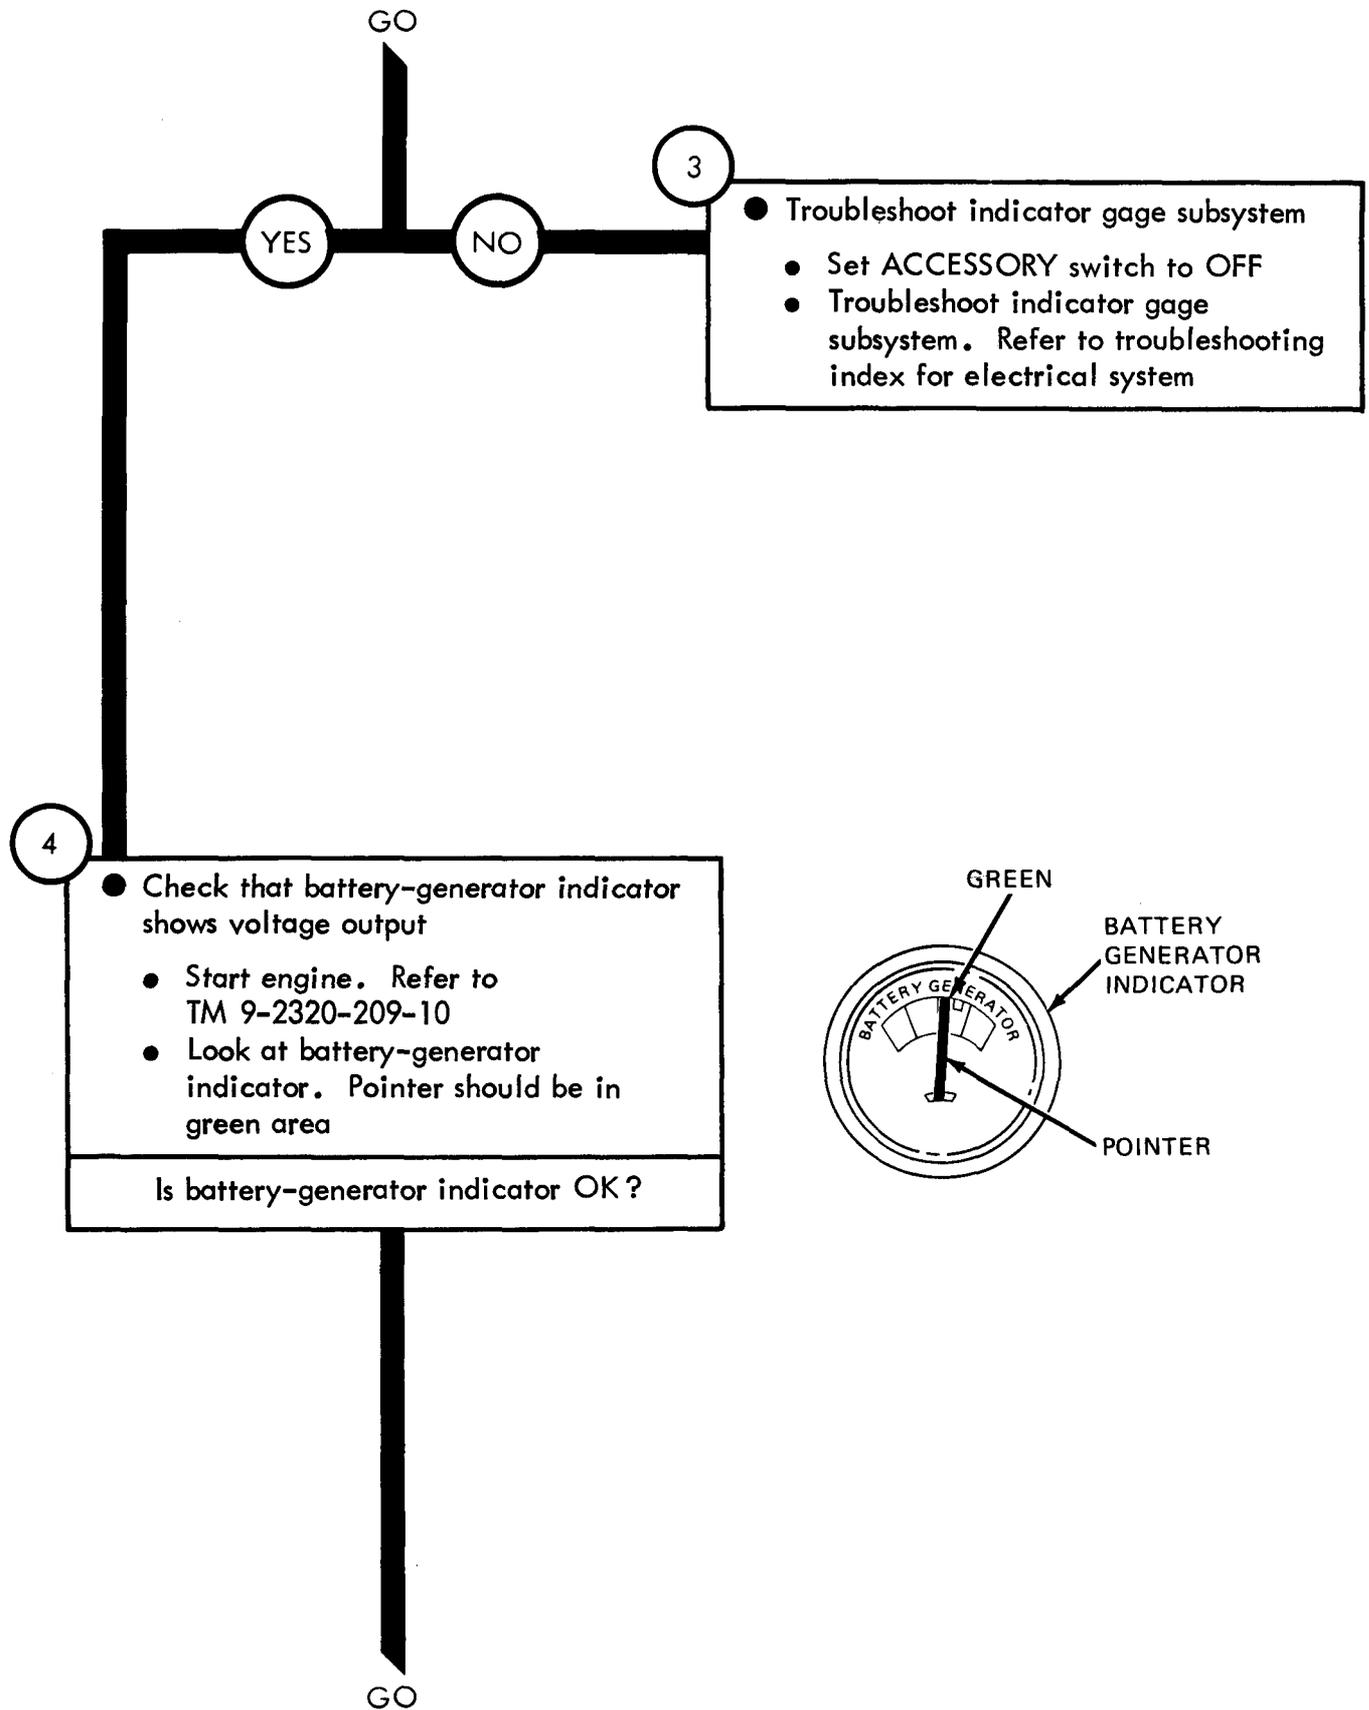 GO
3
YES
NO
● Troubleshoot indicator gage subsystem
● Set ACCESSORY switch to OFF
● Troubleshoot indicator gage
subsystem. Refer to troubleshooting
index for electrical system
4
● Check that battery-generator indicator
shows voltage output
● Start engine. Refer to
TM 9-2320-209-10
● Look at battery-generator
indicator. Pointer should be in
green area
Is battery-generator indicator OK?
GREEN
BATTERY
GENERATOR
INDICATOR
BATTERY GENERATOR
POINTER
GO